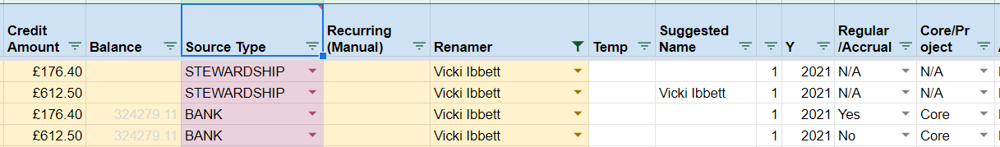 Credit Amount Balance Source Type Recurring (Manual) Renamer Temp Suggested Name Y Regular /Accrual Core/Pr oject
£176.40 STEWARDSHIP Vicki Ibbett 1 2021 N/A N/A
£612.50 STEWARDSHIP Vicki Ibbett Vicki Ibbett 1 2021 N/A N/A
£176.40 324279.11 BANK Vicki Ibbett 1 2021 Yes Core
£612.50 324279.11 BANK Vicki Ibbett 1 2021 No Core